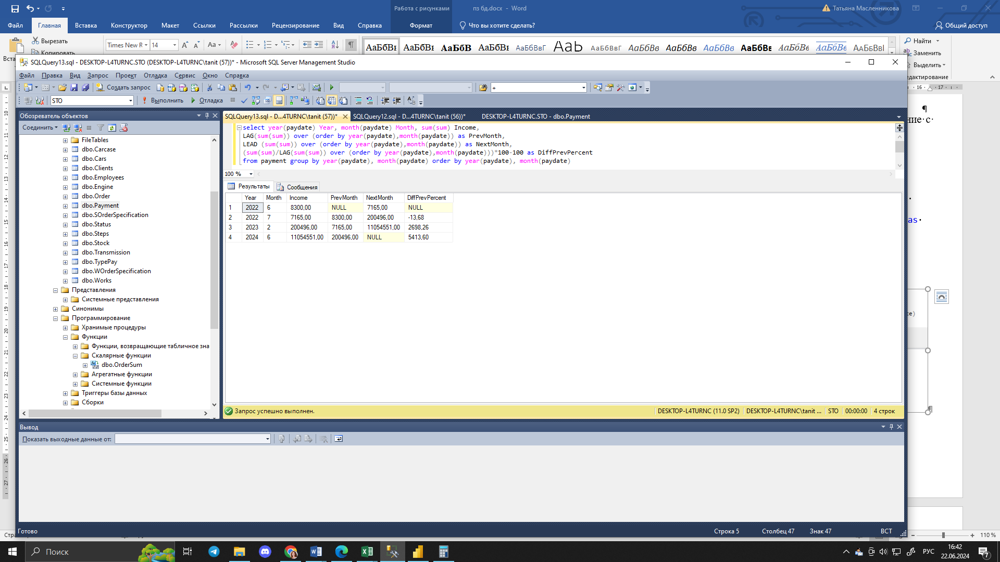 Работа с рисунками
пз бд.docx - Word
Татьяна Масленникова
Файл Главная Вставка Конструктор Макет Ссылки Рассылки Рецензирование Вид Справка Формат Что вы хотите сделать? Общий доступ
Вырезать
Копировать
Times New R 14
Aa
АаБбВ АаБбВ АаБбВ АаБбВ АаБбВвГ Aab АаБбВвГ АаБбВв АаБбВв АаБбВв АаБбВв АаБбВв АаБбВв АаБбВвГ
Найти
Заменить
Выделить
SQLQuery13.sql - DESKTOP-L4TURNC.STO (DESKTOP-L4TURNC\tanit (57))* - Microsoft SQL Server Management Studio
Файл Правка Вид Запрос Проект Отладка Сервис Окно Справка
Создать запрос
+
STO
Выполнить
Отладка
Обозреватель объектов
SQLQuery13.sql - D...4TURNC\tanit (57))*
SQLQuery12.sql - D...4TURNC\tanit (56))*
DESKTOP-L4TURNC.STO - dbo.Payment
Соединить
FileTables
dbo.Carcase
dbo.Cars
dbo.Clients
dbo.Employees
dbo.Engine
dbo.Order
dbo.Payment
dbo.SOrderSpecification
dbo.Status
dbo.Steps
dbo.Stock
dbo.Transmission
dbo.TypePay
dbo.WOrderSpecification
dbo.Works
Представления
Системные представления
Синонимы
Программирование
Хранимые процедуры
Функции
Функции, возвращающие табличное зна
Скалярные функции
dbo.OrderSum
Агрегатные функции
Системные функции
Триггеры базы данных
Сборки
select year(paydate) Year, month(paydate) Month, sum(sum) Income,
LAG(sum(sum)) over (order by year(paydate),month(paydate)) as PrevMonth,
LEAD (sum(sum)) over (order by year(paydate),month(paydate)) as NextMonth,
(sum(sum)/LAG(sum(sum)) over (order by year(paydate),month(paydate)))*100-100 as DiffPrevPercent
from payment group by year(paydate), month(paydate) order by year(paydate), month(paydate)
100 %
Результаты
Сообщения
Year Month Income PrevMonth NextMonth DiffPrevPercent
1 2022 6 8300,00 NULL 7165,00 NULL
2 2022 7 7165,00 8300,00 200496,00 -13,68
3 2023 2 200496,00 7165,00 11054551,00 2698,26
4 2024 6 11054551,00 200496,00 NULL 5413,60
Запрос успешно выполнен.
DESKTOP-L4TURNC (11.0 SP2)
DESKTOP-L4TURNC\tanit ...
STO
00:00:00
4 строк
Вывод
Показать выходные данные от:
Готово
Строка 5
Столбец 47
Знак 47
ВСТ
110 %
Поиск
РУС
16:42
22.06.2024
7